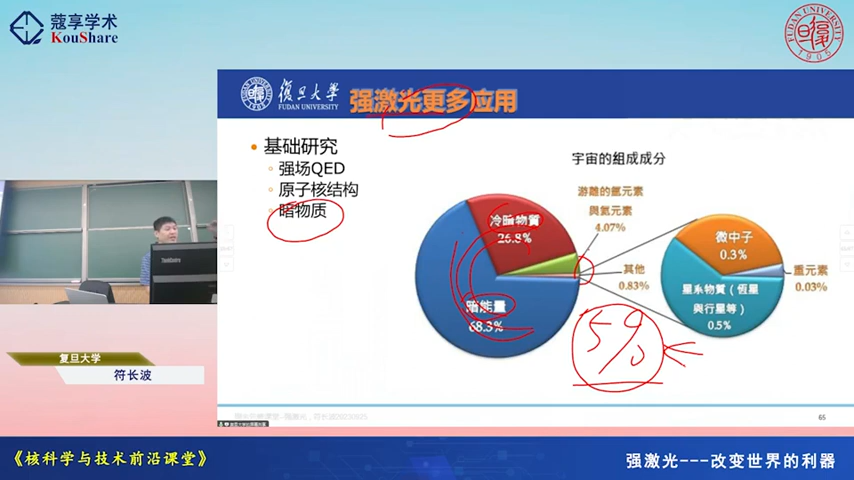 蔻享学术
KouShare
FUDAN UNIVERSITY
1905
復旦大學
FUDAN UNIVERSITY
强激光更多应用
基础研究
强场QED
原子核结构
暗物质
宇宙的組成成分
冷暗物質
26.8%
游離的氫元素
與氦元素
4.07%
其他
0.83%
暗能量
68.3%
微中子
0.3%
重元素
0.03%
星系物質（恆星
與行星等）
0.5%
5%
65
复旦大学
符长波
《核科学与技术前沿课堂》
强激光---改变世界的利器